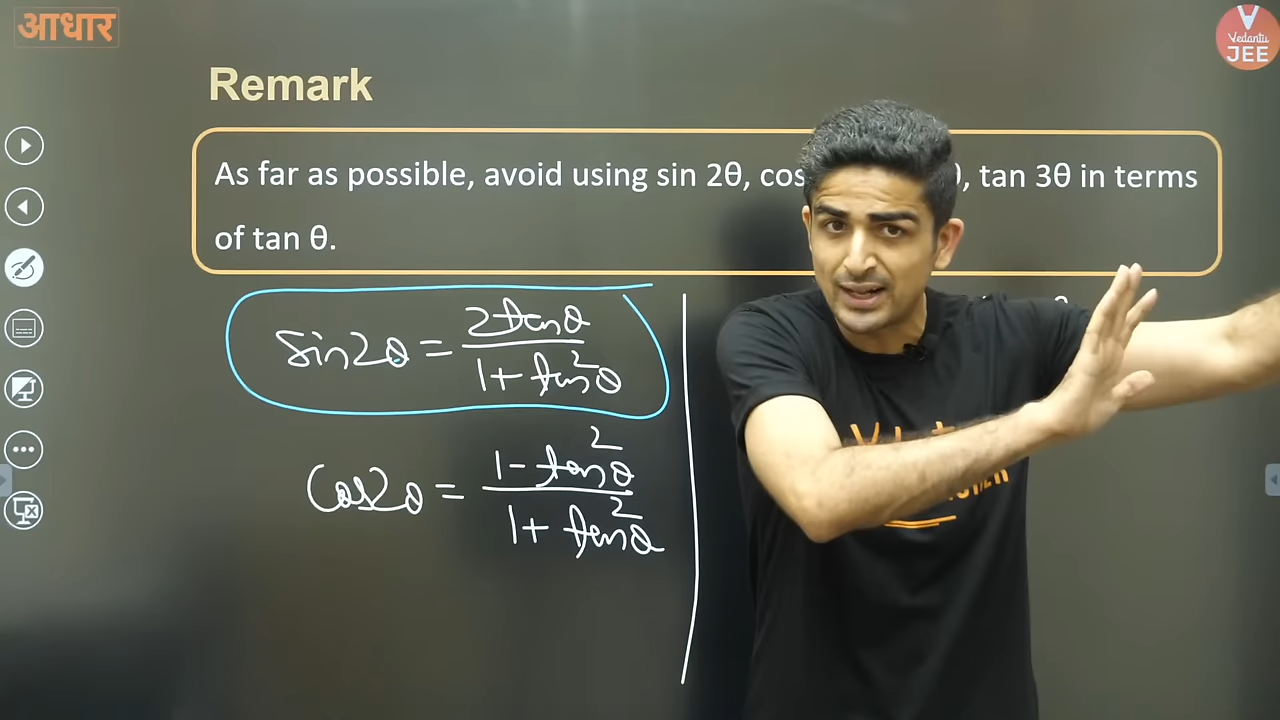 आधार
Vedantu
JEE
Remark
As far as possible, avoid using sin 2θ, cos θ, tan 3θ in terms
of tan θ.
sin2θ = 2tanθ / 1+tan²θ
cos2θ = 1-tan²θ / 1+tan²θ